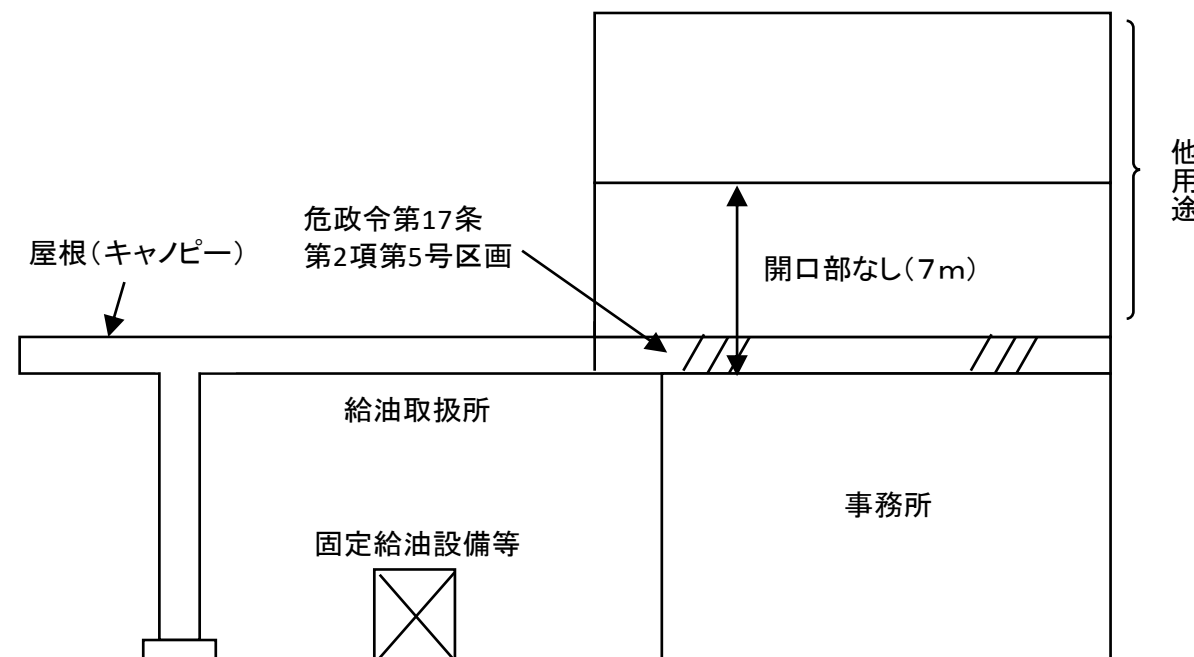 他用途
危政令第17条
第2項第5号区画
屋根(キャノピー)
開口部なし(7m)
給油取扱所
事務所
固定給油設備等